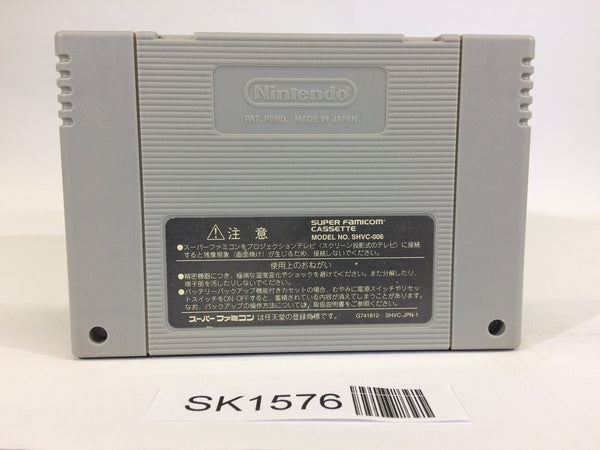 Nintendo
PAT. PEND. MADE IN JAPAN
⚠注意
SUPER FAMICOM
CASSETTE
MODEL NO. SHVC-006
●スーパーファミコンをプロジェクションテレビ(スクリーン投影式のテレビ)に接続
すると残像現象(画面焼け)が生じるため、接続しないでください。
使用上のおねがい
●精密機器につき、極端な温度変化やショックを避けてください。また分解したり、
端子部を汚したりしないでください。
●バッテリーバックアップ機能付きカセットの場合、むやみに電源スイッチやリセ
ットスイッチをON OFFすると、蓄積されている内容が消えてしまうことがあります。
なお、バックアップの操作方法については、取扱説明書をご参照ください。
スーパーファミコン は任天堂の登録商標です。
G741812 SHVC-JPN-1
SK1576